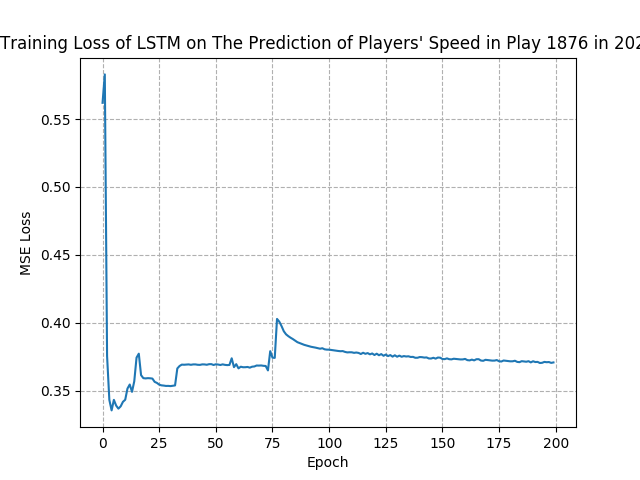 Training Loss of LSTM on The Prediction of Players' Speed in Play 1876 in
0.55
0.50
0.45
0.40
0.35
MSE Loss
0 25 50 75 100 125 150 175 200
Epoch